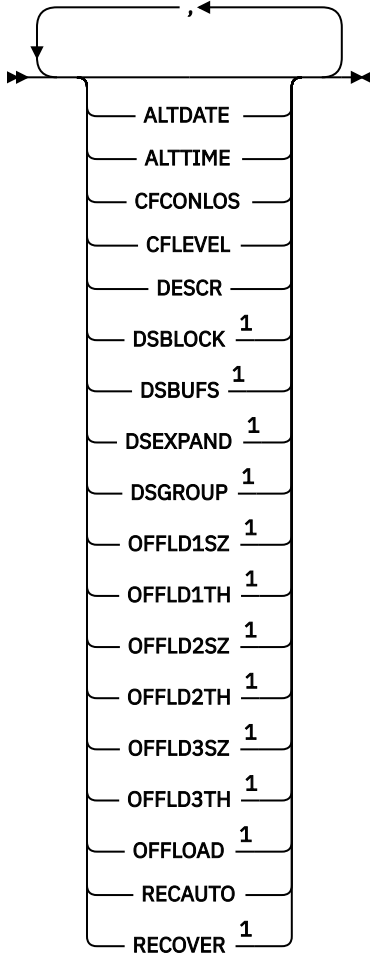 ,
ALTDATE
ALTTIME
CFCONLOS
CFLEVEL
DESCR
DSBLOCK 1
DSBUFS 1
DSEXPAND 1
DSGROUP 1
OFFLD1SZ 1
OFFLD1TH 1
OFFLD2SZ 1
OFFLD2TH 1
OFFLD3SZ 1
OFFLD3TH 1
OFFLOAD 1
RECAUTO
RECOVER 1